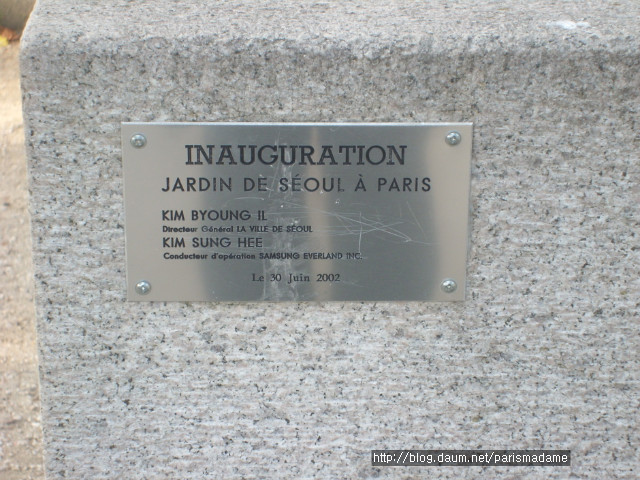 INAUGURATION
JARDIN DE SÉOUL À PARIS
KIM BYOUNG IL
Directeur Général LA VILLE DE SÉOUL
KIM SUNG HEE
Conducteur d'opération SAMSUNG EVERLAND INC.
Le 30 Juin 2002
http://blog.daum.net/parismadame